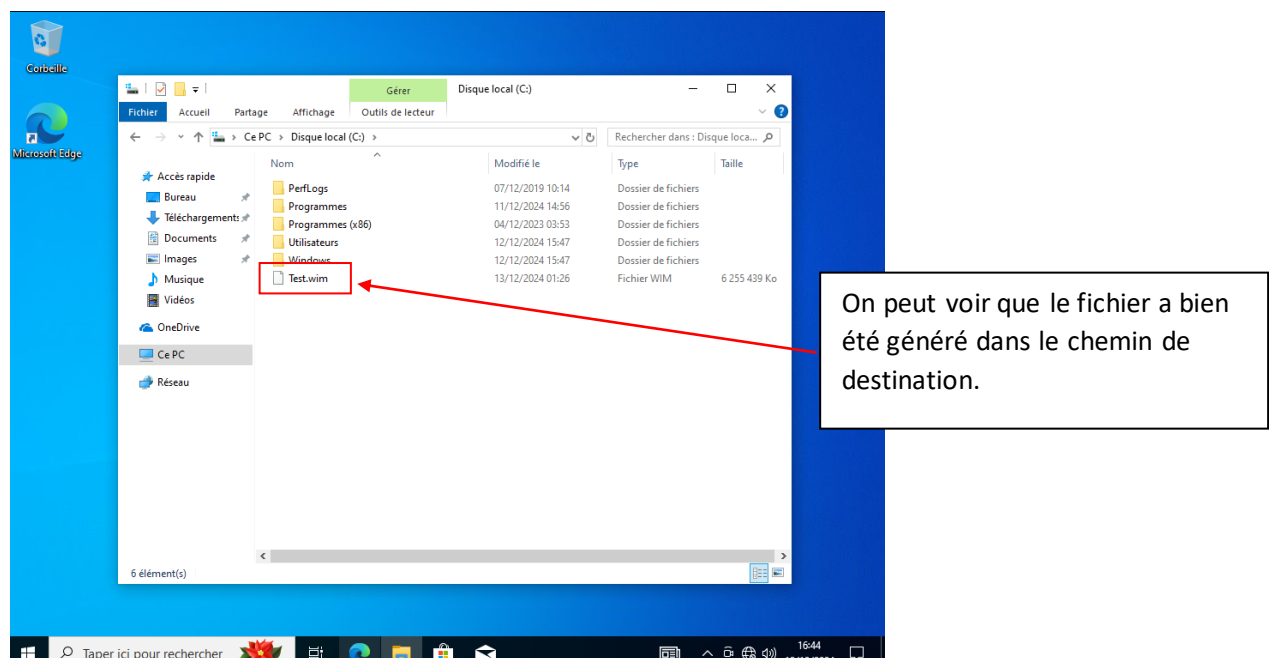 Corbeille
Microsoft Edge
Gérer
Disque local (C:)
Fichier Accueil Partage Affichage Outils de lecteur
Ce PC > Disque local (C:) >
Rechercher dans : Disque loca...
Accès rapide
Bureau
Téléchargements
Documents
Images
Musique
Vidéos
OneDrive
Ce PC
Réseau
Nom Modifié le Type Taille
PerfLogs 07/12/2019 10:14 Dossier de fichiers
Programmes 11/12/2024 14:56 Dossier de fichiers
Programmes (x86) 04/12/2023 03:53 Dossier de fichiers
Utilisateurs 12/12/2024 15:47 Dossier de fichiers
Windows 12/12/2024 15:47 Dossier de fichiers
Test.wim 13/12/2024 01:26 Fichier WIM 6 255 439 Ko
6 élément(s)
On peut voir que le fichier a bien
été généré dans le chemin de
destination.
Taper ici pour rechercher
16:44